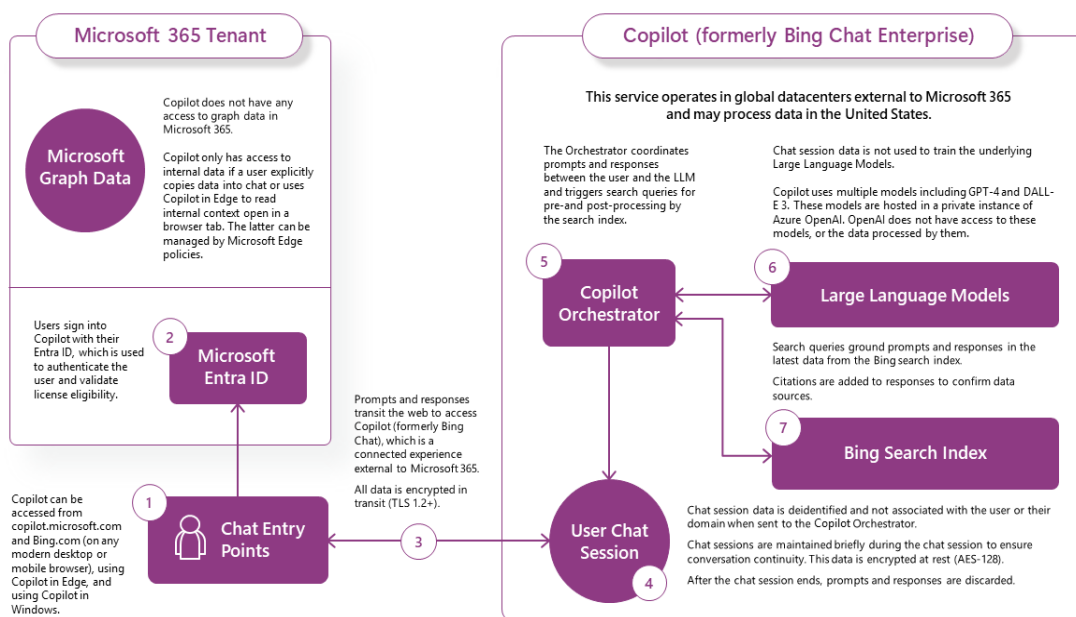 Microsoft 365 Tenant
Copilot does not have any
access to graph data in
Microsoft 365.
Copilot only has access to
internal data if a user explicitly
copies data into chat or uses
Copilot in Edge to read
internal context open in a
browser tab. The latter can be
managed by Microsoft Edge
policies.
Microsoft
Graph Data
Users sign into
Copilot with their
Entra ID, which is used
to authenticate the
user and validate
license eligibility.
2
Microsoft
Entra ID
Copilot can be
accessed from
copilot.microsoft.com
and Bing.com (on any
modern desktop or
mobile browser), using
Copilot in Edge, and
using Copilot in
Windows.
1
Chat Entry
Points
Prompts and responses
transit the web to access
Copilot (formerly Bing
Chat), which is a
connected experience
external to Microsoft 365.
All data is encrypted in
transit (TLS 1.2+).
3
Copilot (formerly Bing Chat Enterprise)
This service operates in global datacenters external to Microsoft 365
and may process data in the United States.
The Orchestrator coordinates
prompts and responses
between the user and the LLM
and triggers search queries for
pre-and post-processing by
the search index.
5
Copilot
Orchestrator
Chat session data is not used to train the underlying
Large Language Models.
Copilot uses multiple models including GPT-4 and DALL-
E 3. These models are hosted in a private instance of
Azure OpenAI. OpenAI does not have access to these
models, or the data processed by them.
6
Large Language Models
Search queries ground prompts and responses in the
latest data from the Bing search index.
Citations are added to responses to confirm data
sources.
7
Bing Search Index
User Chat
Session
4
Chat session data is deidentified and not associated with the user or their
domain when sent to the Copilot Orchestrator.
Chat sessions are maintained briefly during the chat session to ensure
conversation continuity. This data is encrypted at rest (AES-128).
After the chat session ends, prompts and responses are discarded.